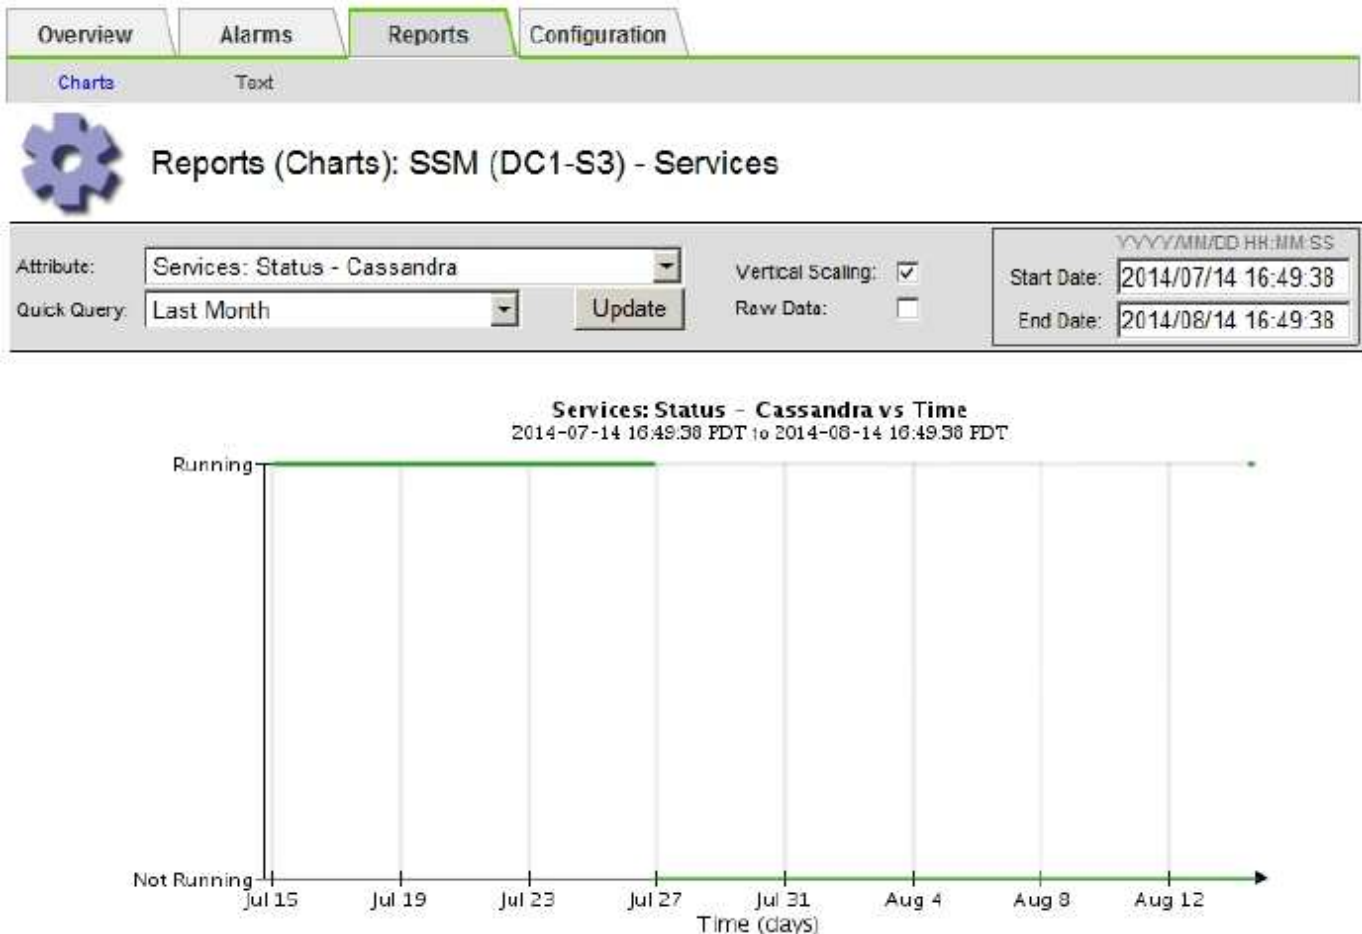 Overview Alarms Reports Configuration
Charts Text
Reports (Charts): SSM (DC1-S3) - Services
YYYY/MM/DD HH:MM:SS
Attribute: Services: Status - Cassandra Vertical Scaling: Start Date: 2014/07/14 16:49:38
Quick Query: Last Month Update Raw Data: End Date: 2014/08/14 16:49:38
Services: Status - Cassandra vs Time
2014-07-14 16:49:38 PDT to 2014-08-14 16:49:38 PDT
Running
Not Running
Jul 15 Jul 19 Jul 23 Jul 27 Jul 31 Aug 4 Aug 8 Aug 12
Time (days)